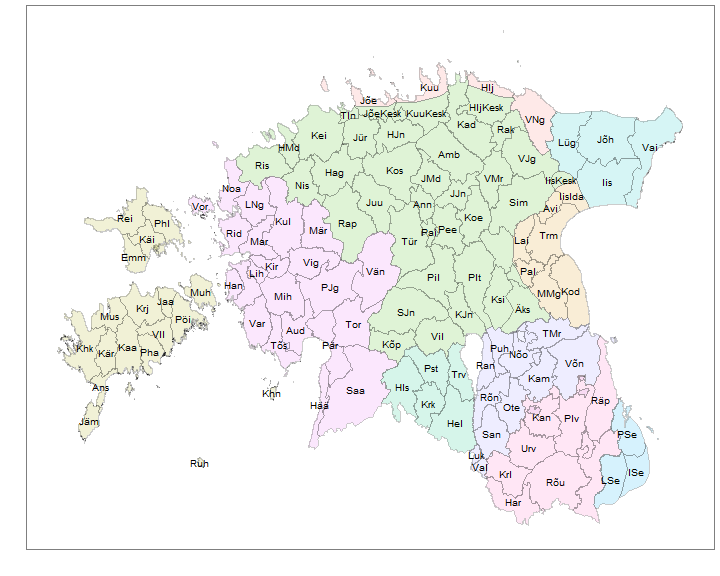 Kuu
Hlj
Jõe
Tln
JõeKesk
KuuKesk
HljKesk
VNg
Kei
Jür
HJn
Kad
Rak
Lüg
Jõh
Vai
HMd
Ris
Hag
Kos
Amb
VJg
Nis
JMd
VMr
IisKesk
Iis
Noa
Vor
LNg
Juu
Ann
JJn
Sim
IisIda
Avi
Rei
Phl
Kul
Rap
Koe
Rid
Mär
Pai
Pee
Trm
Käi
Mar
Tür
Lai
Emm
Kir
Vig
Vän
Lih
Pil
Plt
Pal
Han
Mih
PJg
MMg
Kod
Muh
Jaa
Krj
Ksi
Äks
Mus
Pöi
SJn
KJn
Var
Aud
Tor
Vll
Vil
TMr
Khk
Kär
Kaa
Pha
Tõs
Pär
Kõp
Puh
Nõo
Ran
Võn
Pst
Trv
Ans
Khn
Saa
Hls
Kam
Jäm
Hää
Krk
Rõn
Ote
Räp
Hel
Kan
Plv
San
PSe
Urv
Luk
Val
Ruh
Krl
Rõu
LSe
ISe
Har